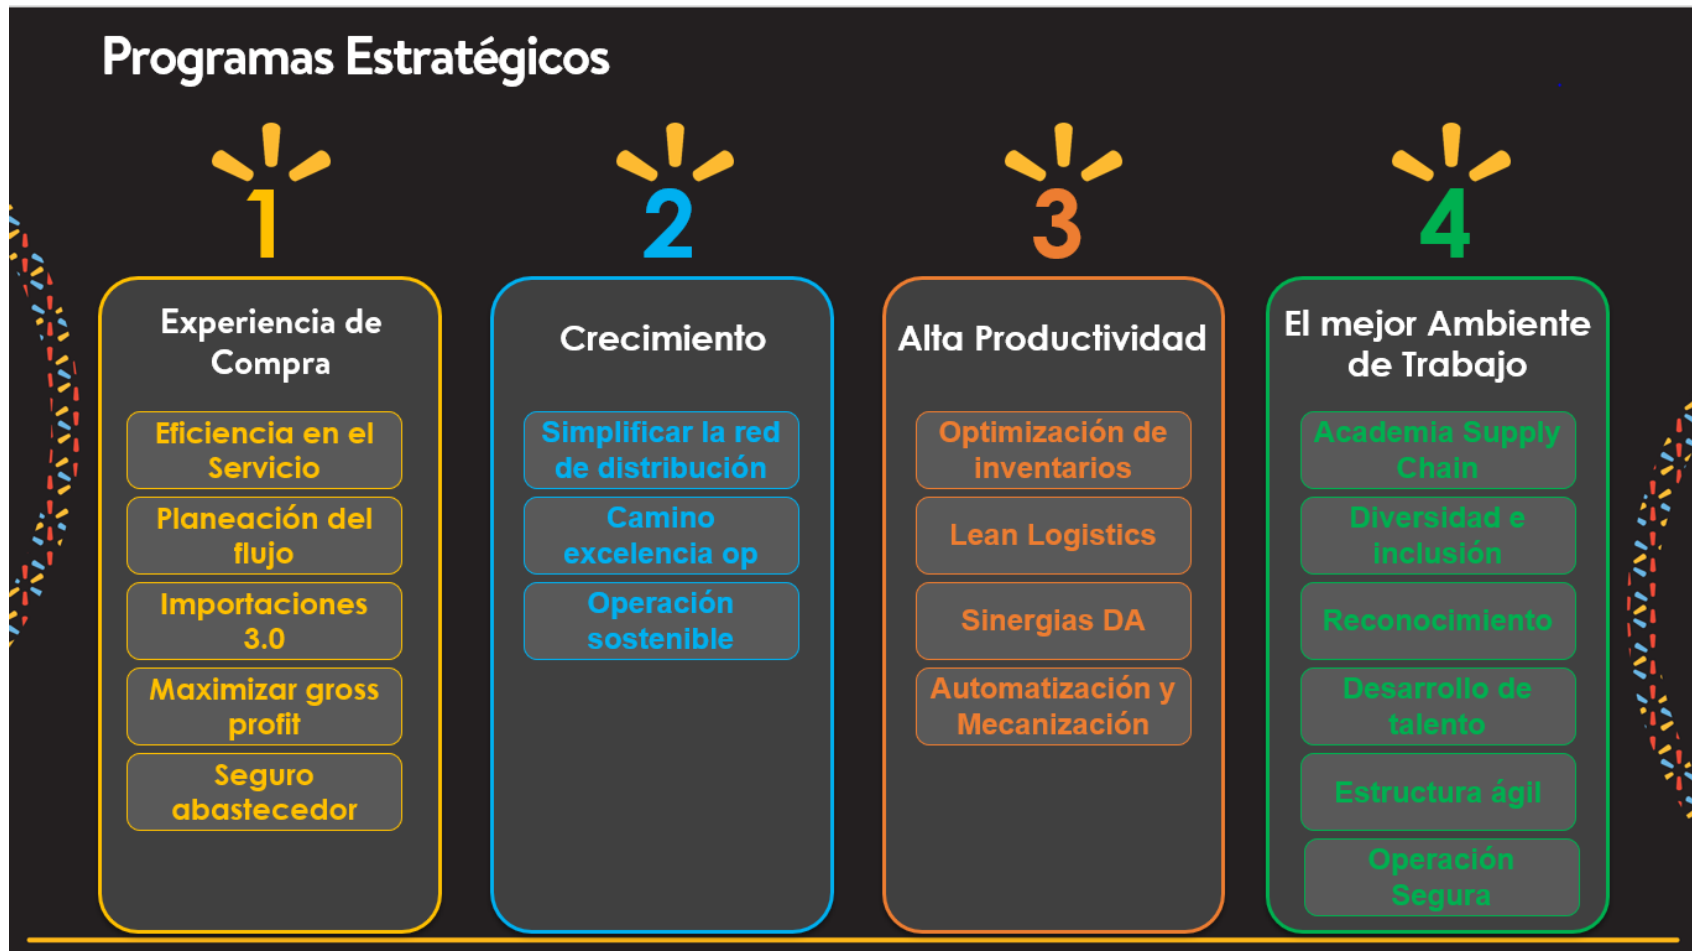 Programas Estratégicos
1
Experiencia de
Compra
Eficiencia en el
Servicio
Planeación del
flujo
Importaciones
3.0
Maximizar gross
profit
Seguro
abastecedor
2
Crecimiento
Simplificar la red
de distribución
Camino
excelencia op
Operación
sostenible
3
Alta Productividad
Optimización de
inventarios
Lean Logistics
Sinergias DA
Automatización y
Mecanización
4
El mejor Ambiente
de Trabajo
Academia Supply
Chain
Diversidad e
inclusión
Reconocimiento
Desarrollo de
talento
Estructura ágil
Operación
Segura